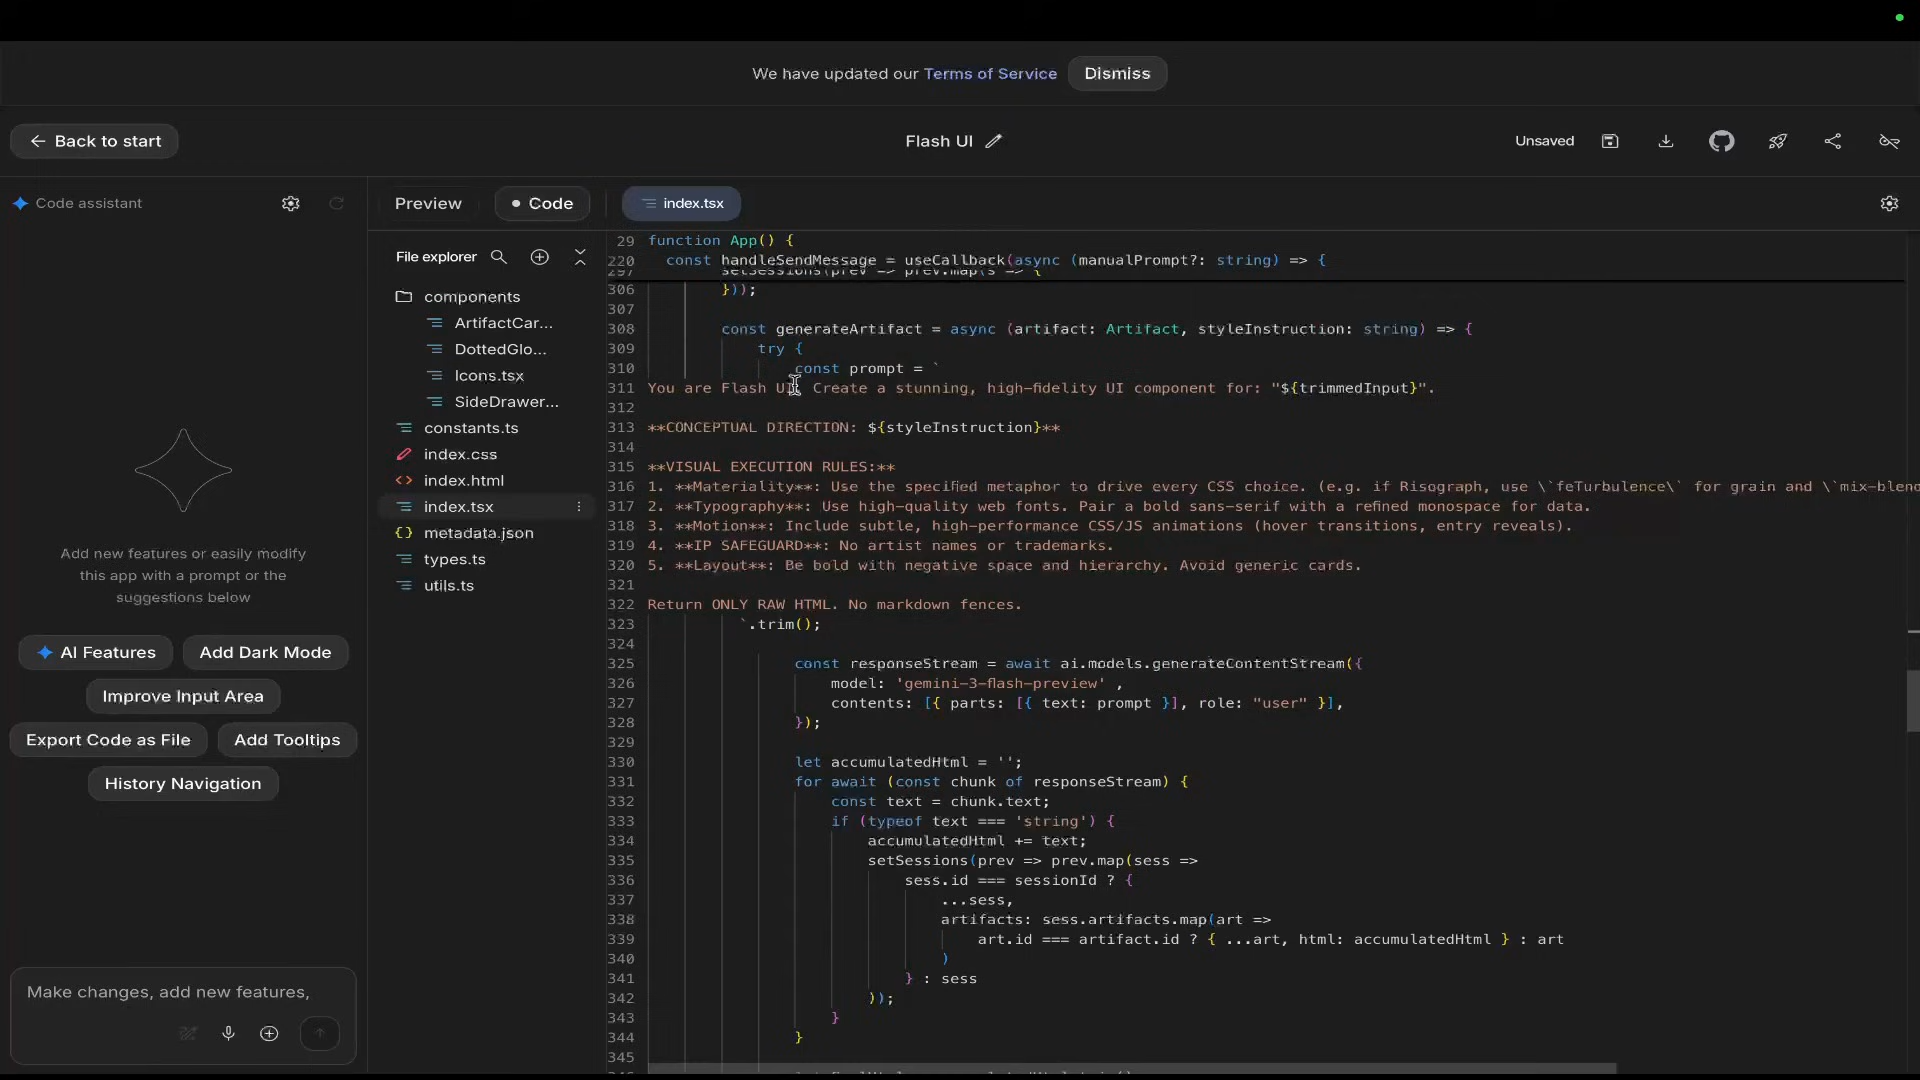 We have updated our Terms of Service Dismiss
Back to start
Flash UI
Unsaved
Code assistant
Preview
Code
index.tsx
File explorer
components
ArtifactCar...
DottedGlo...
Icons.tsx
SideDrawer...
constants.ts
index.css
index.html
index.tsx
metadata.json
types.ts
utils.ts
Add new features or easily modify
this app with a prompt or the
suggestions below
AI Features Add Dark Mode
Improve Input Area
Export Code as File Add Tooltips
History Navigation
Make changes, add new features,
29 function App() {
220 const handleSendMessage = useCallback(async (manualPrompt?: string) => {
297 setSessions(prev => prev.map(s => {
306 }));
307
308 const generateArtifact = async (artifact: Artifact, styleInstruction: string) => {
309 try {
310 const prompt = `
311 You are Flash UI. Create a stunning, high-fidelity UI component for: "${trimmedInput}".
312
313 **CONCEPTUAL DIRECTION: ${styleInstruction}**
314
315 **VISUAL EXECUTION RULES:**
316 1. **Materiality**: Use the specified metaphor to drive every CSS choice. (e.g. if Risograph, use \`feTurbulence\` for grain and \`mix-blend
317 2. **Typography**: Use high-quality web fonts. Pair a bold sans-serif with a refined monospace for data.
318 3. **Motion**: Include subtle, high-performance CSS/JS animations (hover transitions, entry reveals).
319 4. **IP SAFEGUARD**: No artist names or trademarks.
320 5. **Layout**: Be bold with negative space and hierarchy. Avoid generic cards.
321
322 Return ONLY RAW HTML. No markdown fences.
323 `.trim();
324
325 const responseStream = await ai.models.generateContentStream({
326 model: 'gemini-3-flash-preview' ,
327 contents: [{ parts: [{ text: prompt }], role: "user" }],
328 });
329
330 let accumulatedHtml = '';
331 for await (const chunk of responseStream) {
332 const text = chunk.text;
333 if (typeof text === 'string') {
334 accumulatedHtml += text;
335 setSessions(prev => prev.map(sess =>
336 sess.id === sessionId ? {
337 ...sess,
338 artifacts: sess.artifacts.map(art =>
339 art.id === artifact.id ? { ...art, html: accumulatedHtml } : art
340 )
341 } : sess
342 ));
343 }
344 }
345